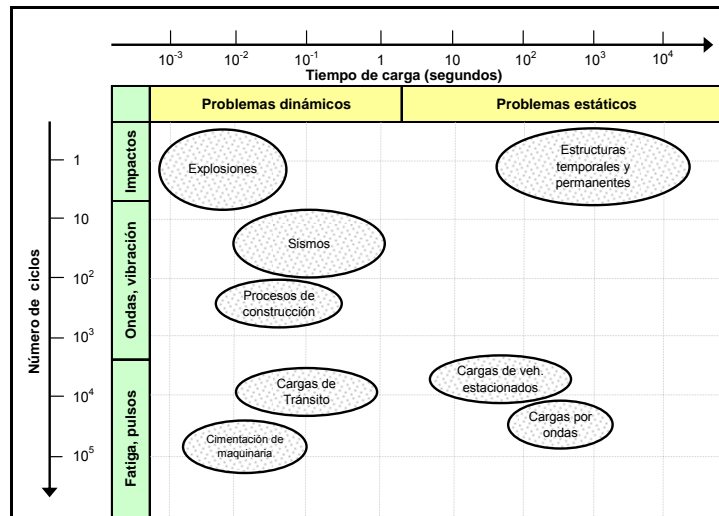 10⁻³ 10⁻² 10⁻¹ 1 10 10² 10³ 10⁴
Tiempo de carga (segundos)
Problemas dinámicos Problemas estáticos
Número de ciclos
1
10
10²
10³
10⁴
10⁵
Impactos
Ondas, vibración
Fatiga, pulsos
Explosiones
Estructuras
temporales y
permanentes
Sismos
Procesos de
construcción
Cargas de
Tránsito
Cargas de veh.
estacionados
Cimentación de
maquinaria
Cargas por
ondas